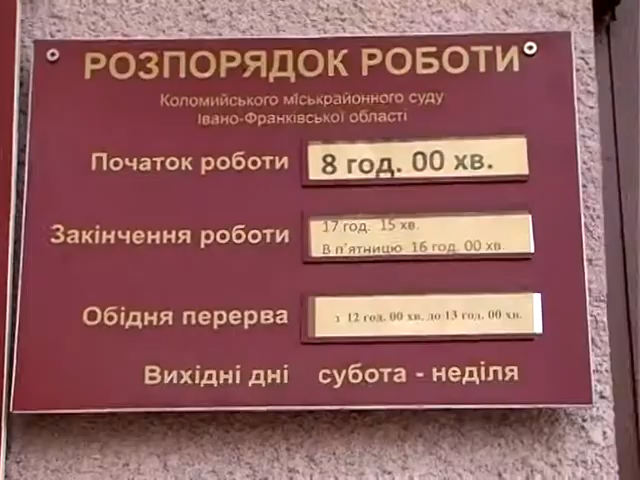 РОЗПОРЯДОК РОБОТИ
Коломийського міськрайонного суду
Івано-Франківської області
Початок роботи 8 год. 00 хв.
Закінчення роботи 17 год. 15 хв.
В п'ятницю 16 год. 00 хв.
Обідня перерва з 12 год. 00 хв. до 13 год. 00 хв.
Вихідні дні субота - неділя